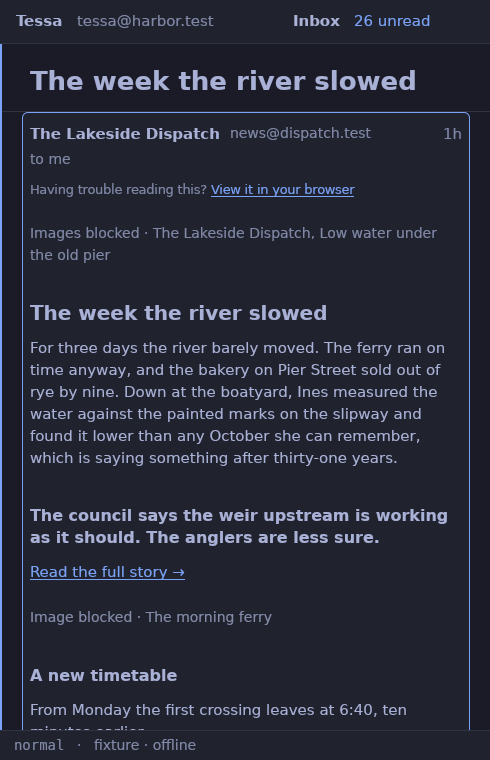 Tessa tessa@harbor.test Inbox 26 unread
The week the river slowed
The Lakeside Dispatch news@dispatch.test 1h
to me
Having trouble reading this? View it in your browser
Images blocked · The Lakeside Dispatch, Low water under
the old pier
The week the river slowed
For three days the river barely moved. The ferry ran on
time anyway, and the bakery on Pier Street sold out of
rye by nine. Down at the boatyard, Ines measured the
water against the painted marks on the slipway and
found it lower than any October she can remember,
which is saying something after thirty-one years.
The council says the weir upstream is working
as it should. The anglers are less sure.
Read the full story →
Image blocked · The morning ferry
A new timetable
From Monday the first crossing leaves at 6:40, ten
minutes earlier
normal · fixture · offline